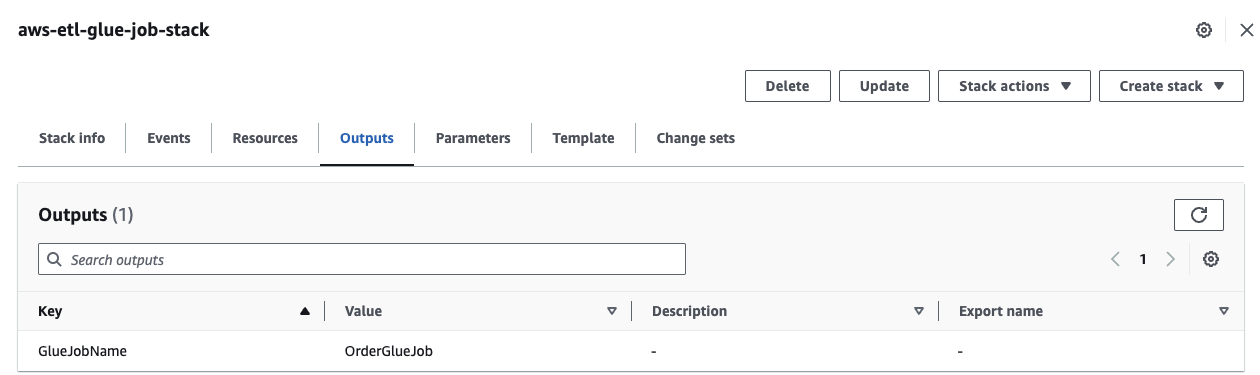 aws-etl-glue-job-stack
Delete Update Stack actions Create stack
Stack info Events Resources Outputs Parameters Template Change sets
Outputs (1)
Search outputs 1
Key Value Description Export name
GlueJobName OrderGlueJob - -